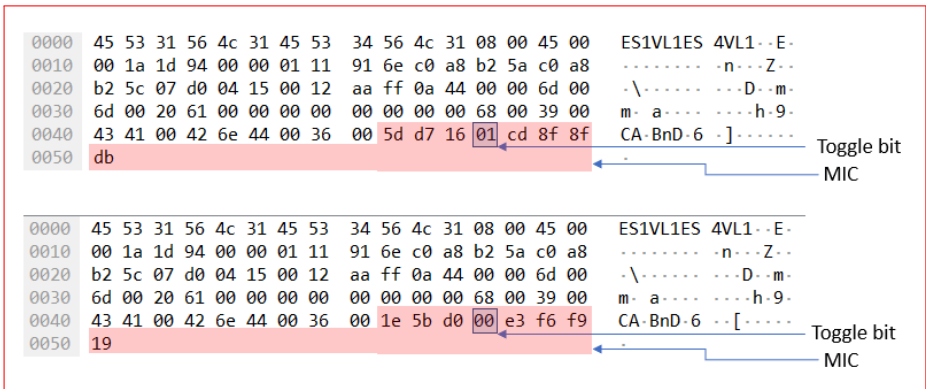 0000 45 53 31 56 4c 31 45 53 34 56 4c 31 08 00 45 00 ES1VL1ES 4VL1··E·
0010 00 1a 1d 94 00 00 01 11 91 6e c0 a8 b2 5a c0 a8 ········ ·n···Z··
0020 b2 5c 07 d0 04 15 00 12 aa ff 0a 44 00 00 6d 00 ·\······ ···D··m·
0030 6d 00 20 61 00 00 00 00 00 00 00 00 68 00 39 00 m· a···· ····h·9·
0040 43 41 00 42 6e 44 00 36 00 5d d7 16 01 cd 8f 8f CA·BnD·6 ·]······
Toggle bit
0050 db ·
MIC
0000 45 53 31 56 4c 31 45 53 34 56 4c 31 08 00 45 00 ES1VL1ES 4VL1··E·
0010 00 1a 1d 94 00 00 01 11 91 6e c0 a8 b2 5a c0 a8 ········ ·n···Z··
0020 b2 5c 07 d0 04 15 00 12 aa ff 0a 44 00 00 6d 00 ·\······ ···D··m·
0030 6d 00 20 61 00 00 00 00 00 00 00 00 68 00 39 00 m· a···· ····h·9·
0040 43 41 00 42 6e 44 00 36 00 1e 5b d0 00 e3 f6 f9 CA·BnD·6 ··[·····
Toggle bit
0050 19 ·
MIC